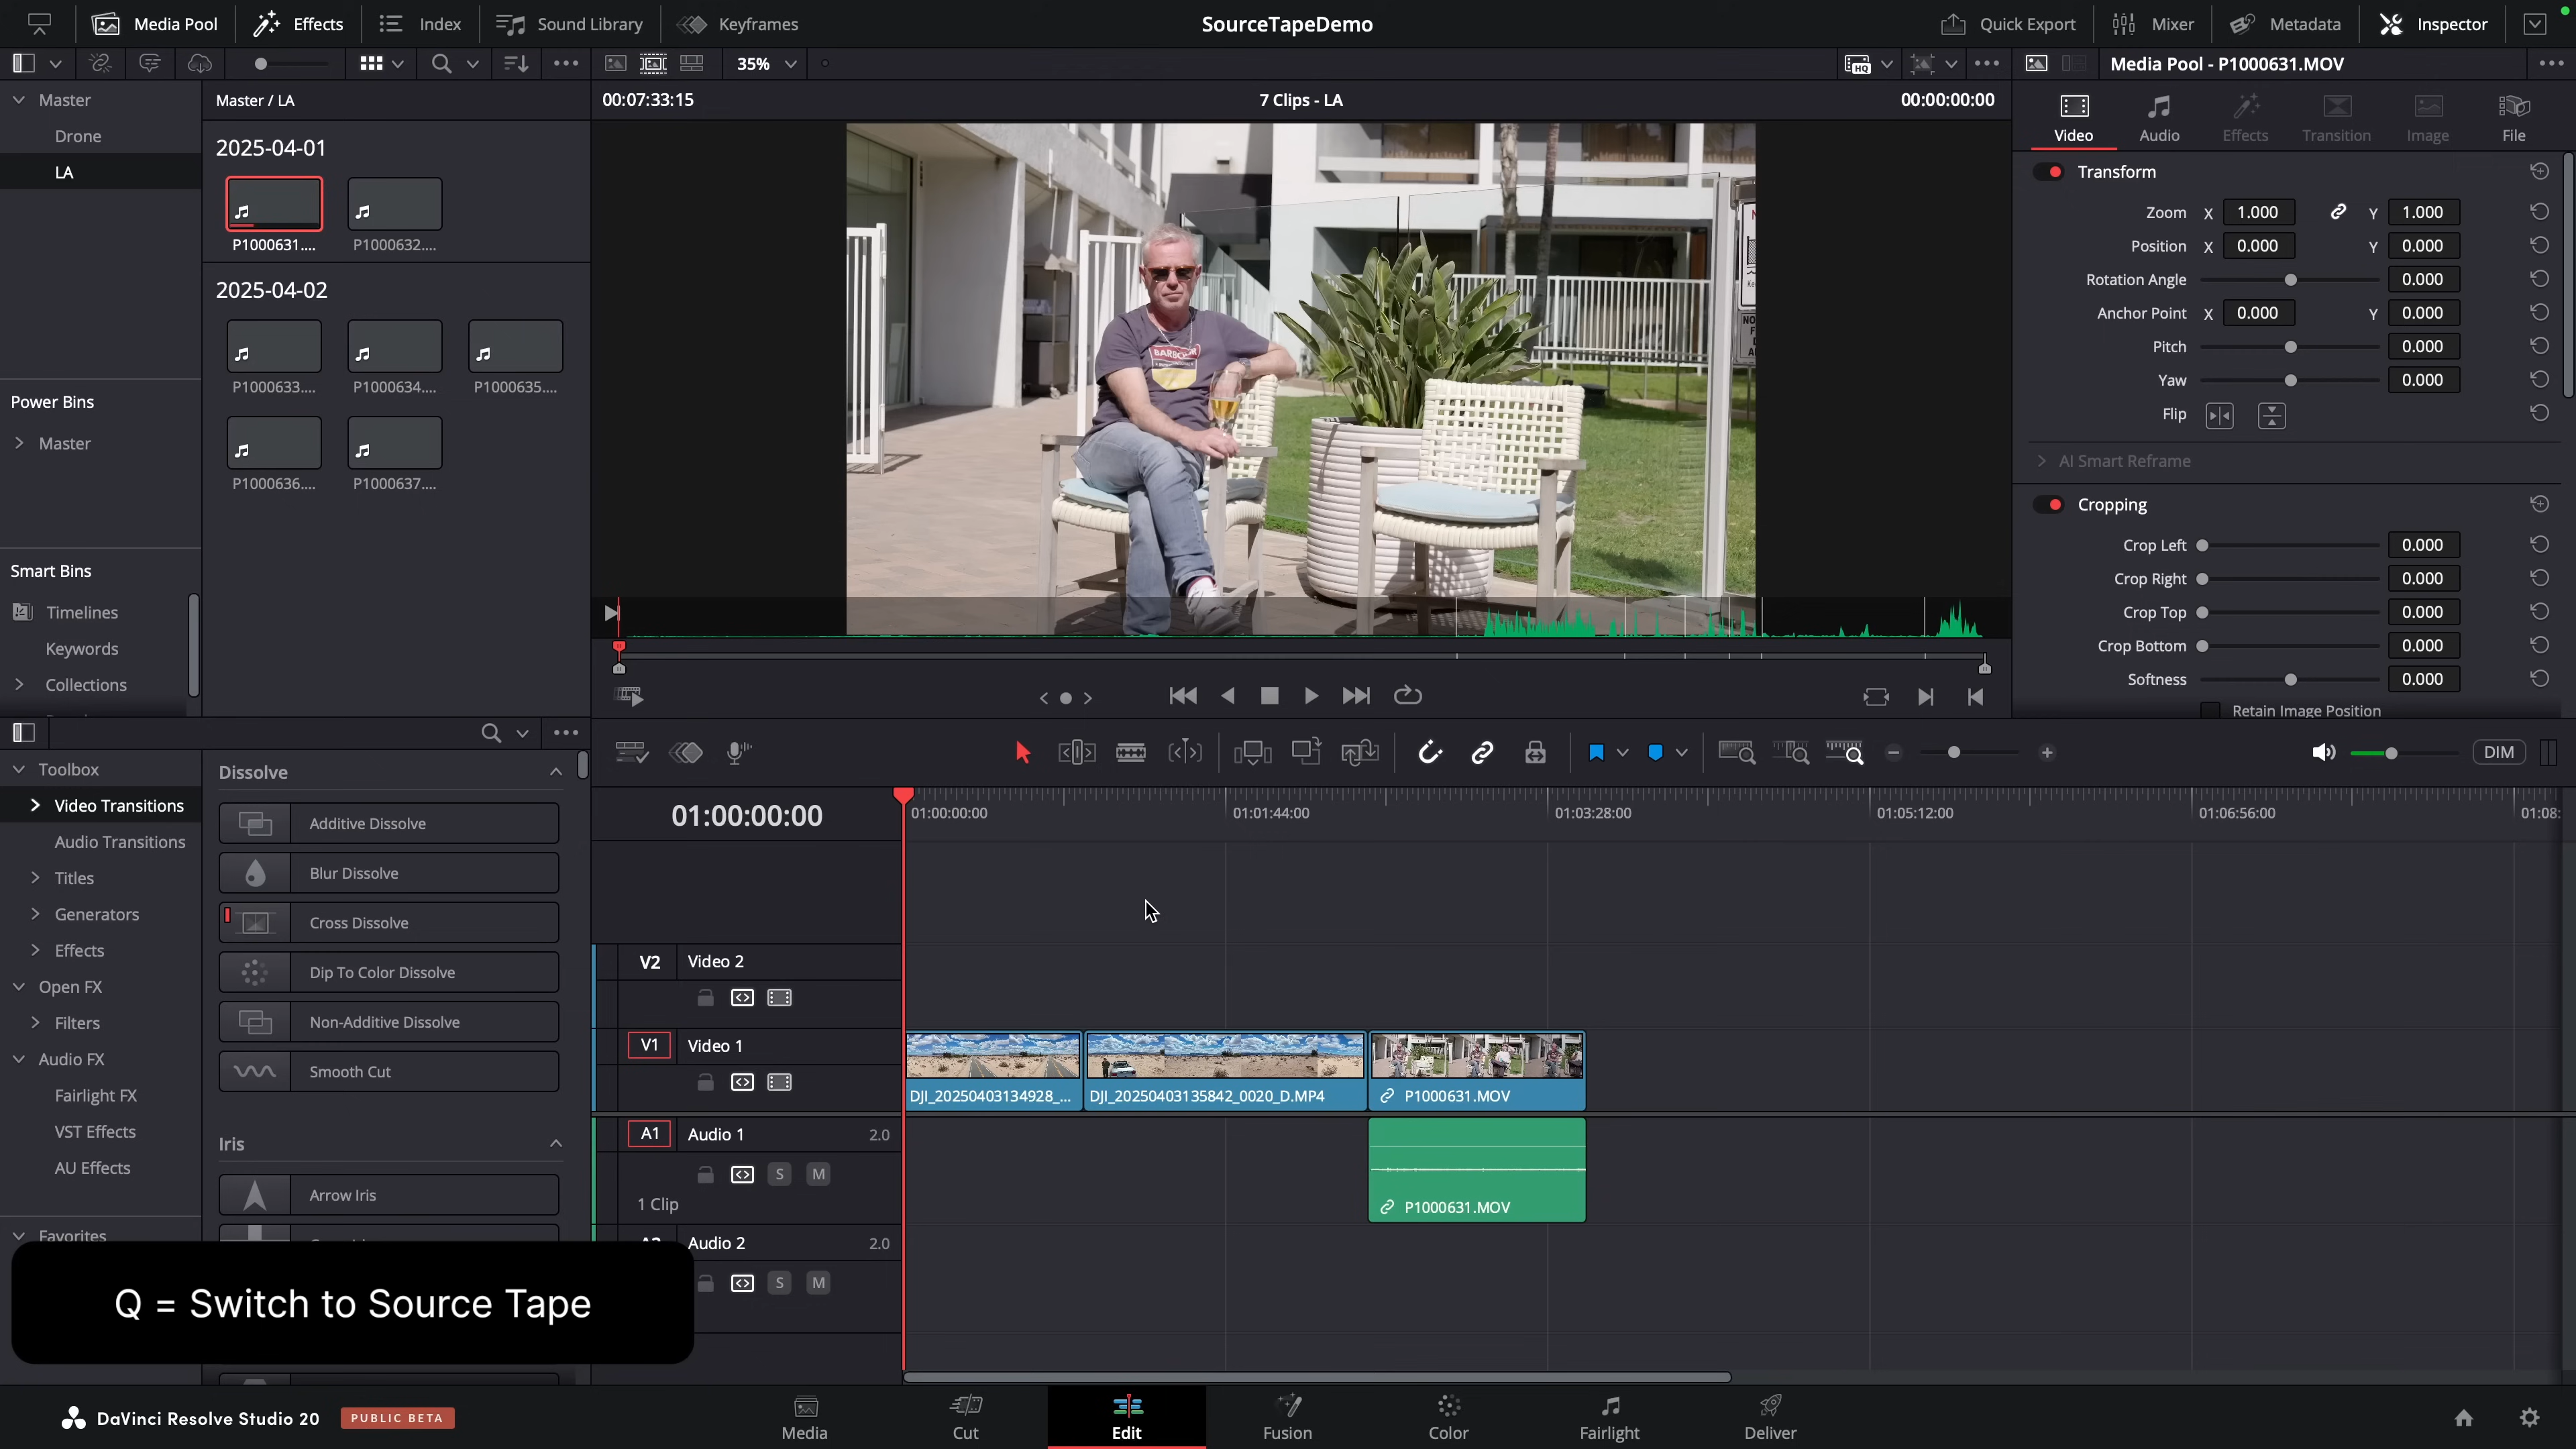 Media Pool
Effects
Index
Sound Library
Keyframes
SourceTapeDemo
Quick Export
Mixer
Metadata
Inspector
35%
Media Pool - P1000631.MOV
Master
Drone
LA
Power Bins
Master
Smart Bins
Timelines
Keywords
Collections
Master / LA
2025-04-01
P1000631....
P1000632....
2025-04-02
P1000633....
P1000634....
P1000635....
P1000636....
P1000637....
00:07:33:15
7 Clips - LA
00:00:00:00
BARBOUR
Video
Audio
Effects
Transition
Image
File
Transform
Zoom X 1.000 Y 1.000
Position X 0.000 Y 0.000
Rotation Angle 0.000
Anchor Point X 0.000 Y 0.000
Pitch 0.000
Yaw 0.000
Flip
AI Smart Reframe
Cropping
Crop Left 0.000
Crop Right 0.000
Crop Top 0.000
Crop Bottom 0.000
Softness 0.000
Retain Image Position
Toolbox
Video Transitions
Audio Transitions
Titles
Generators
Effects
Open FX
Filters
Audio FX
Fairlight FX
VST Effects
AU Effects
Favorites
Dissolve
Additive Dissolve
Blur Dissolve
Cross Dissolve
Dip To Color Dissolve
Non-Additive Dissolve
Smooth Cut
Iris
Arrow Iris
DIM
01:00:00:00
01:00:00:00
01:01:44:00
01:03:28:00
01:05:12:00
01:06:56:00
01:08:
V2 Video 2
V1 Video 1
DJI_20250403134928_...
DJI_20250403135842_0020_D.MP4
P1000631.MOV
A1 Audio 1 2.0
S M
1 Clip
P1000631.MOV
Audio 2 2.0
S M
Q = Switch to Source Tape
DaVinci Resolve Studio 20
PUBLIC BETA
Media
Cut
Edit
Fusion
Color
Fairlight
Deliver